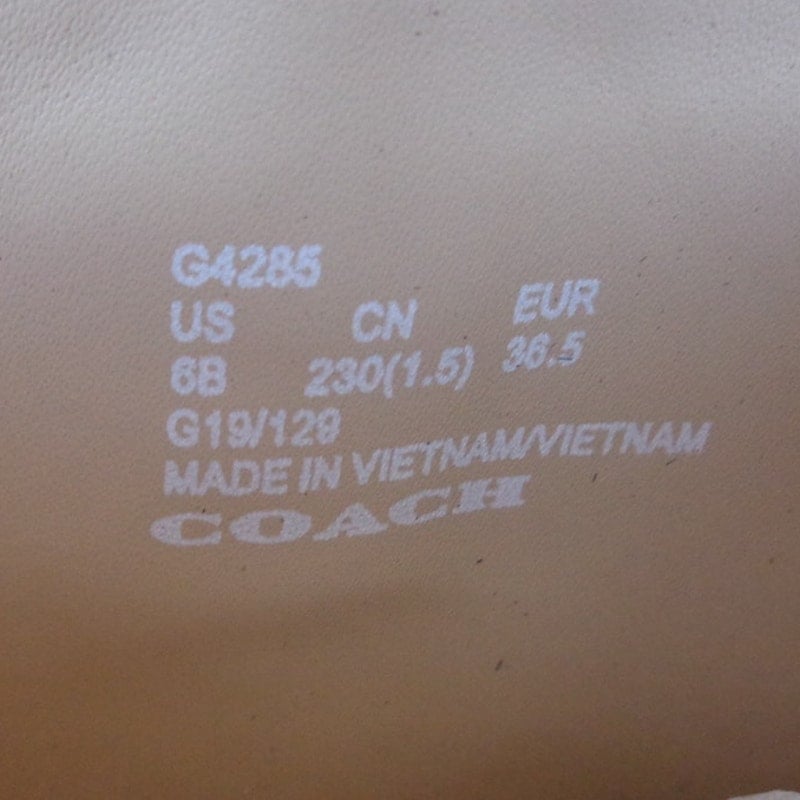 G4285
US CN EUR
6B 230(1.5) 36.5
G19/129
MADE IN VIETNAM/VIETNAM
COACH